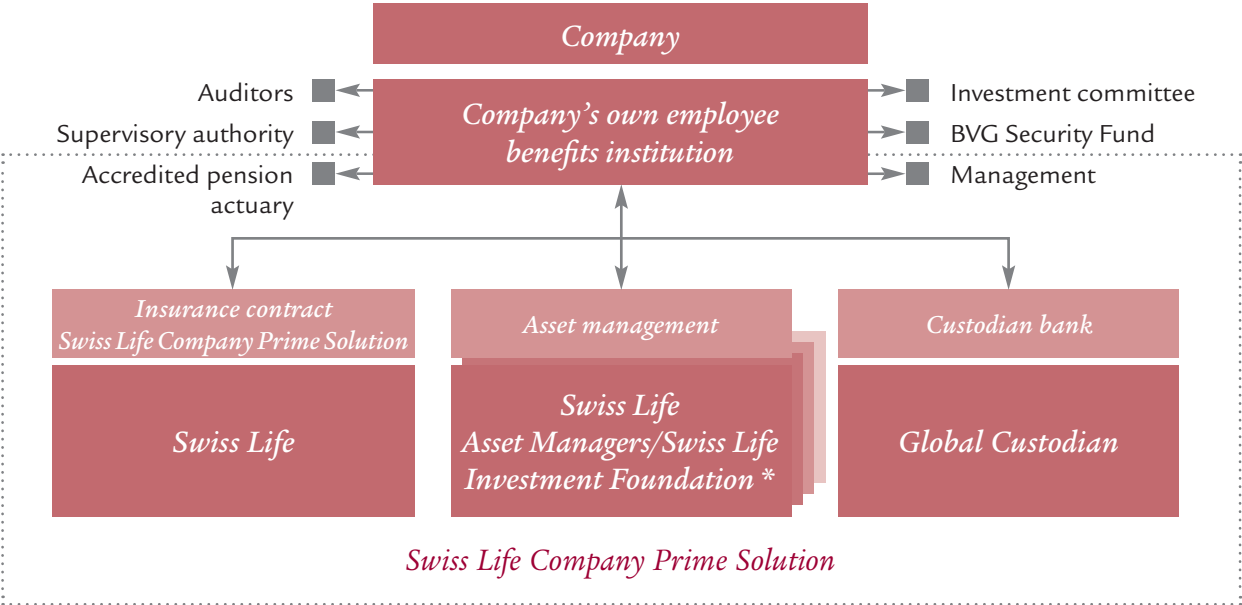 Company
Auditors
Supervisory authority
Accredited pension
actuary
Company’s own employee
benefits institution
Investment committee
BVG Security Fund
Management
Insurance contract
Swiss Life Company Prime Solution
Swiss Life
Asset management
Swiss Life
Asset Managers/Swiss Life
Investment Foundation *
Custodian bank
Global Custodian
Swiss Life Company Prime Solution